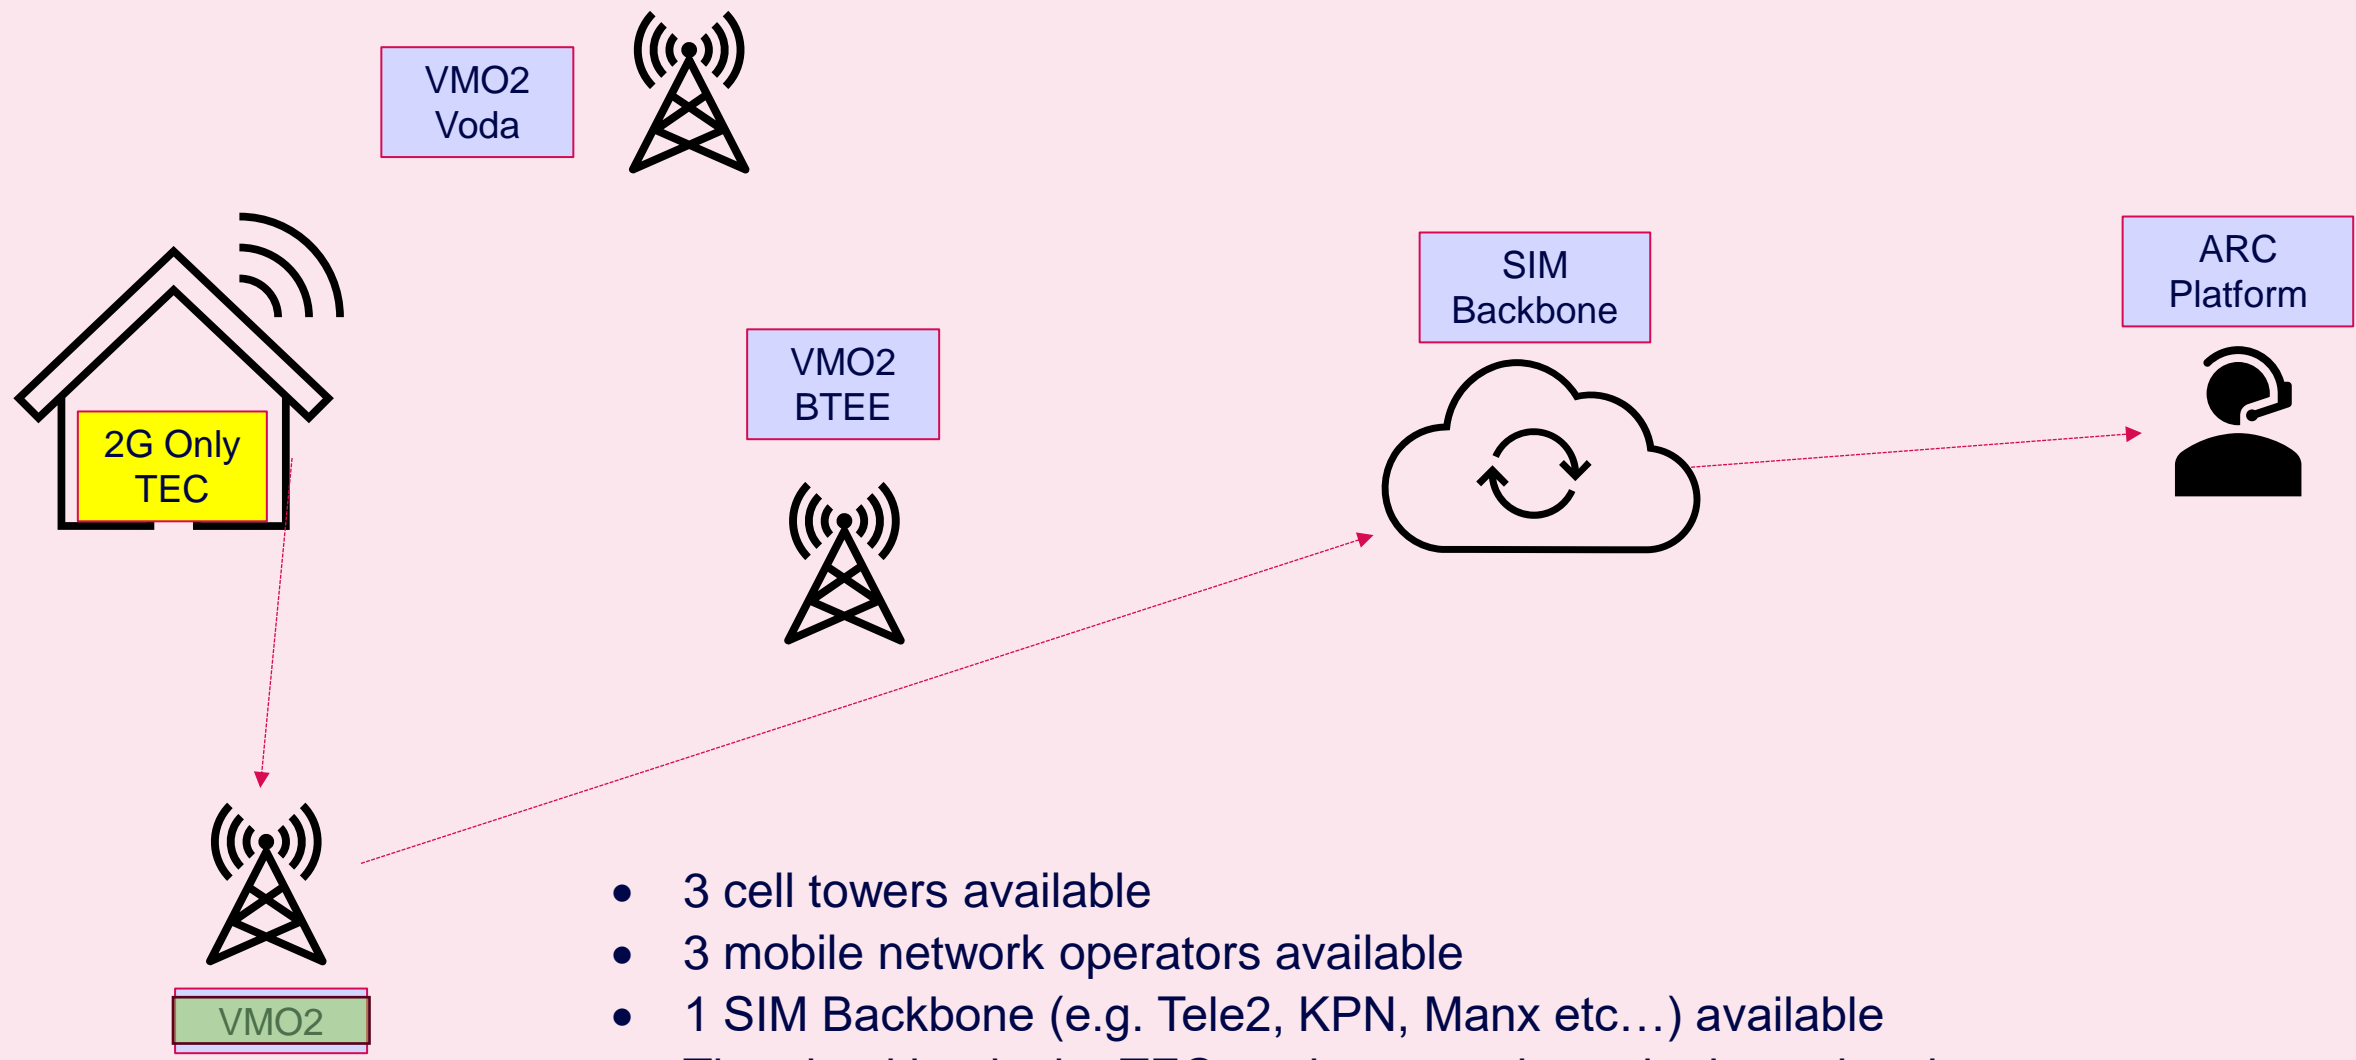 VMO2
Voda
2G Only
TEC
VMO2
BTEE
SIM
Backbone
ARC
Platform
VMO2
• 3 cell towers available
• 3 mobile network operators available
• 1 SIM Backbone (e.g. Tele2, KPN, Manx etc…) available